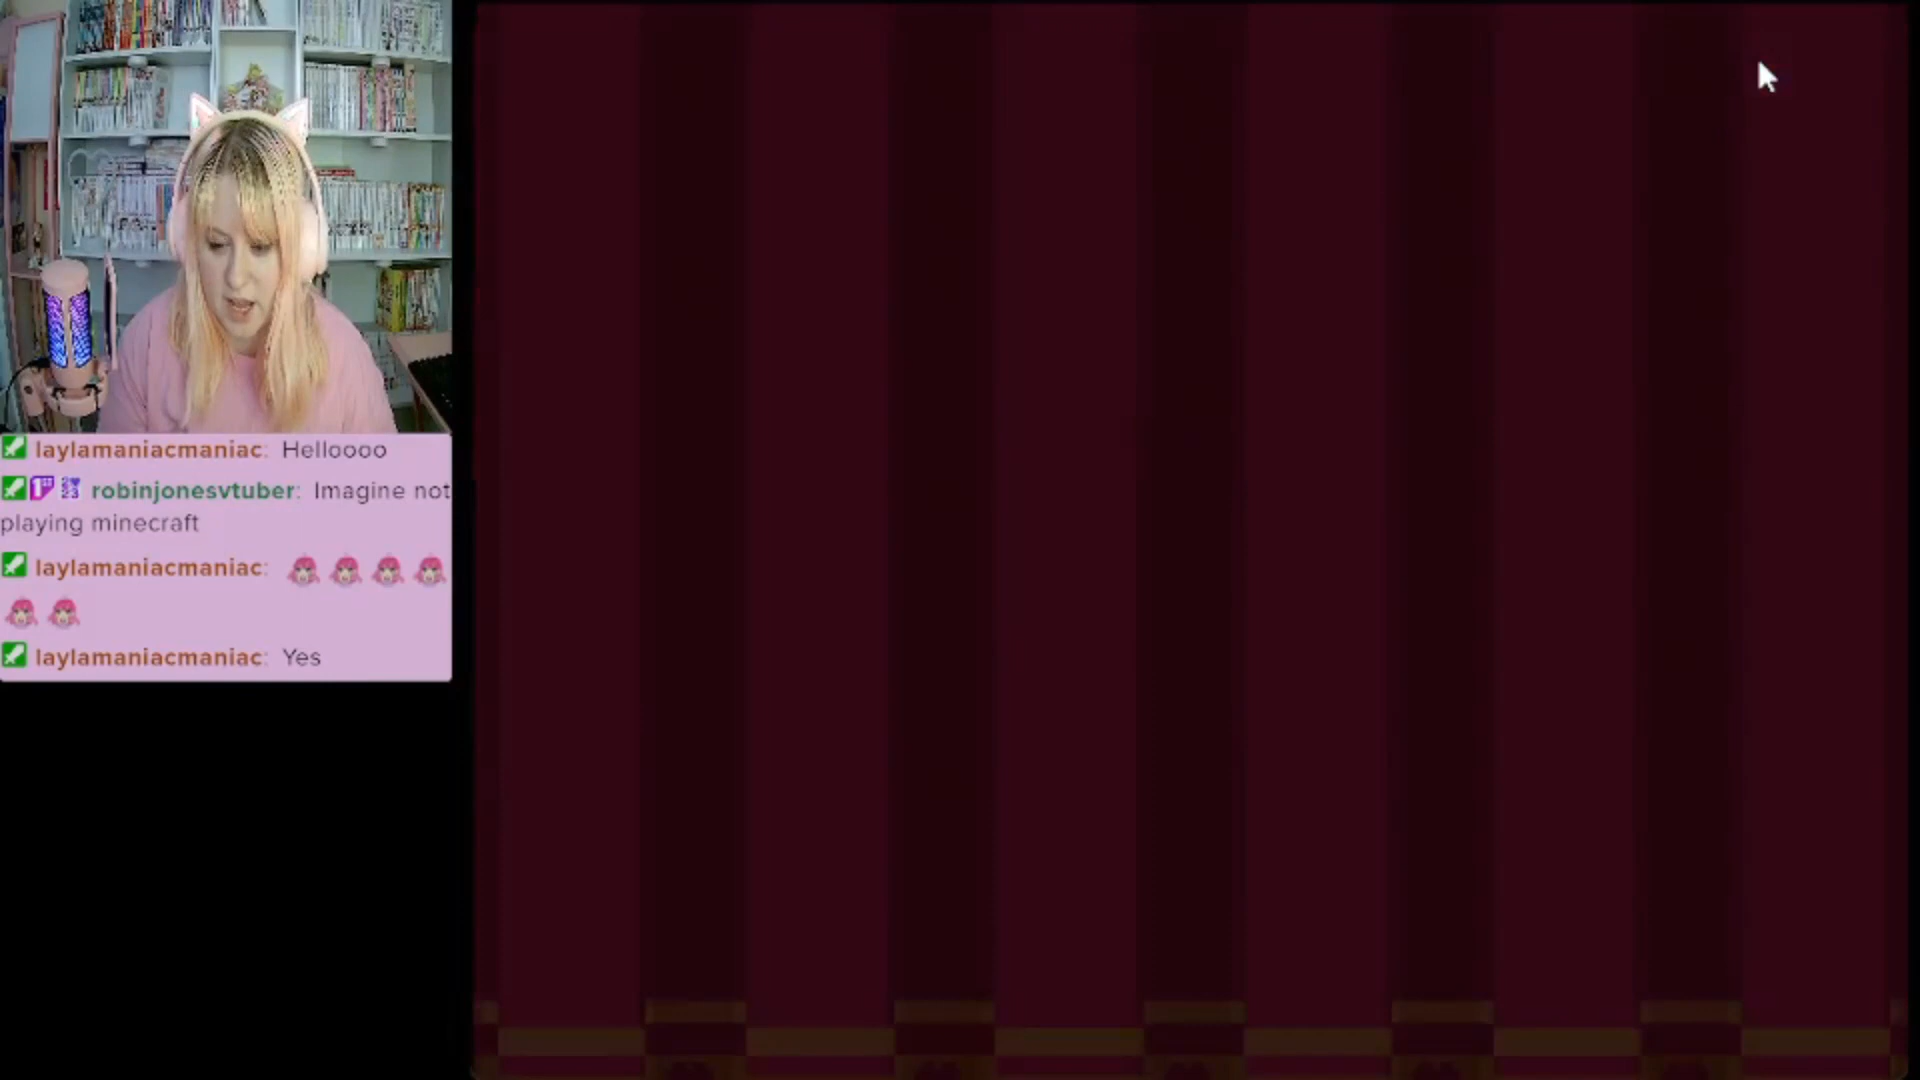 laylamaniacmaniac: Helloooo
robinjonesvtuber: Imagine not
playing minecraft
laylamaniacmaniac:
laylamaniacmaniac: Yes